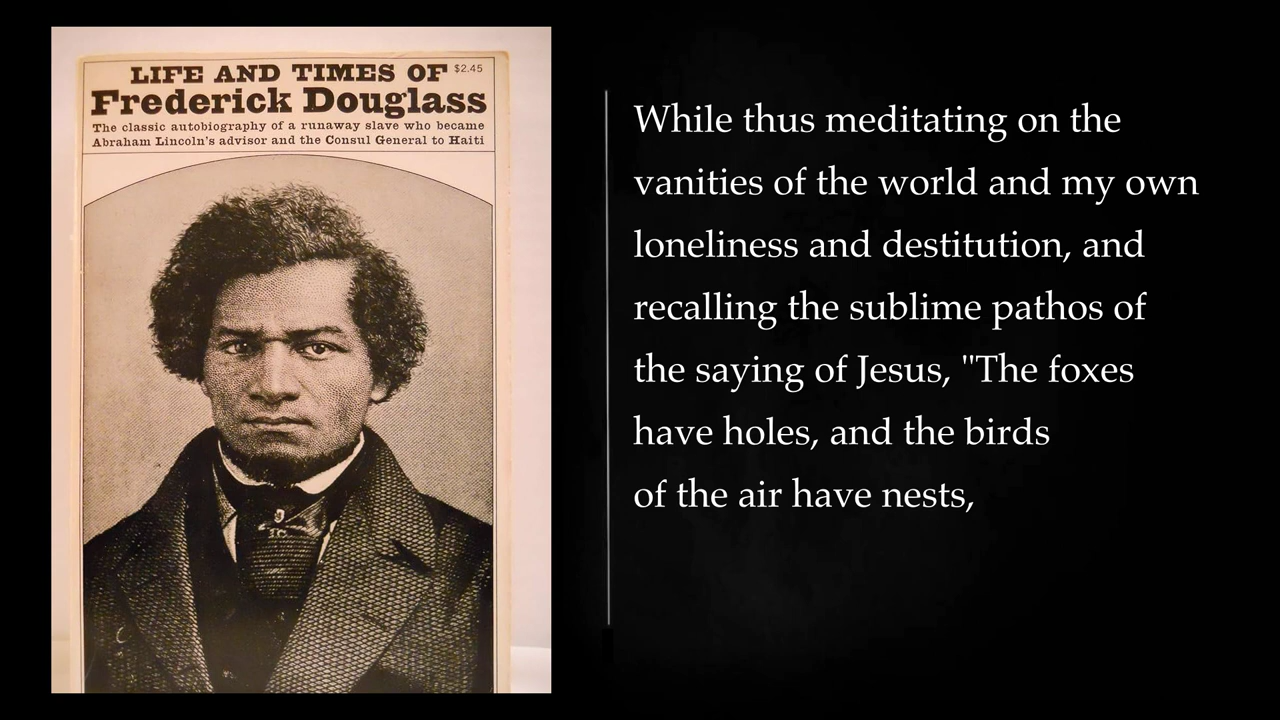 LIFE AND TIMES OF $2.45
Frederick Douglass
The classic autobiography of a runaway slave who became
Abraham Lincoln's advisor and the Consul General to Haiti
While thus meditating on the
vanities of the world and my own
loneliness and destitution, and
recalling the sublime pathos of
the saying of Jesus, "The foxes
have holes, and the birds
of the air have nests,